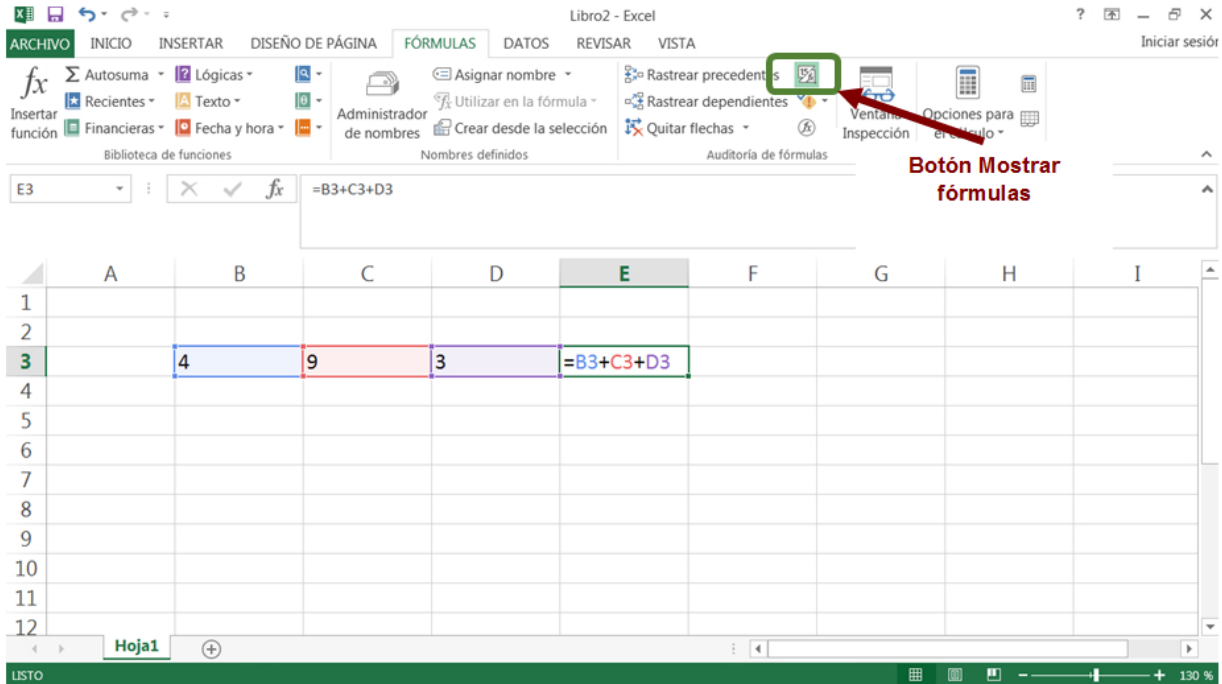 Libro2 - Excel
?
ARCHIVO INICIO INSERTAR DISEÑO DE PÁGINA FÓRMULAS DATOS REVISAR VISTA Iniciar sesión
fx Insertar función
Σ Autosuma
Recientes
Financieras
Lógicas
Texto
Fecha y hora
Biblioteca de funciones
Administrador de nombres
Asignar nombre
Utilizar en la fórmula
Crear desde la selección
Nombres definidos
Rastrear precedentes
Rastrear dependientes
Quitar flechas
Auditoría de fórmulas
Ventana
Inspección
Opciones para
el cálculo
Botón Mostrar
fórmulas
E3 fx =B3+C3+D3
A B C D E F G H I
1
2
3 4 9 3 =B3+C3+D3
4
5
6
7
8
9
10
11
12
Hoja1
LISTO 130 %